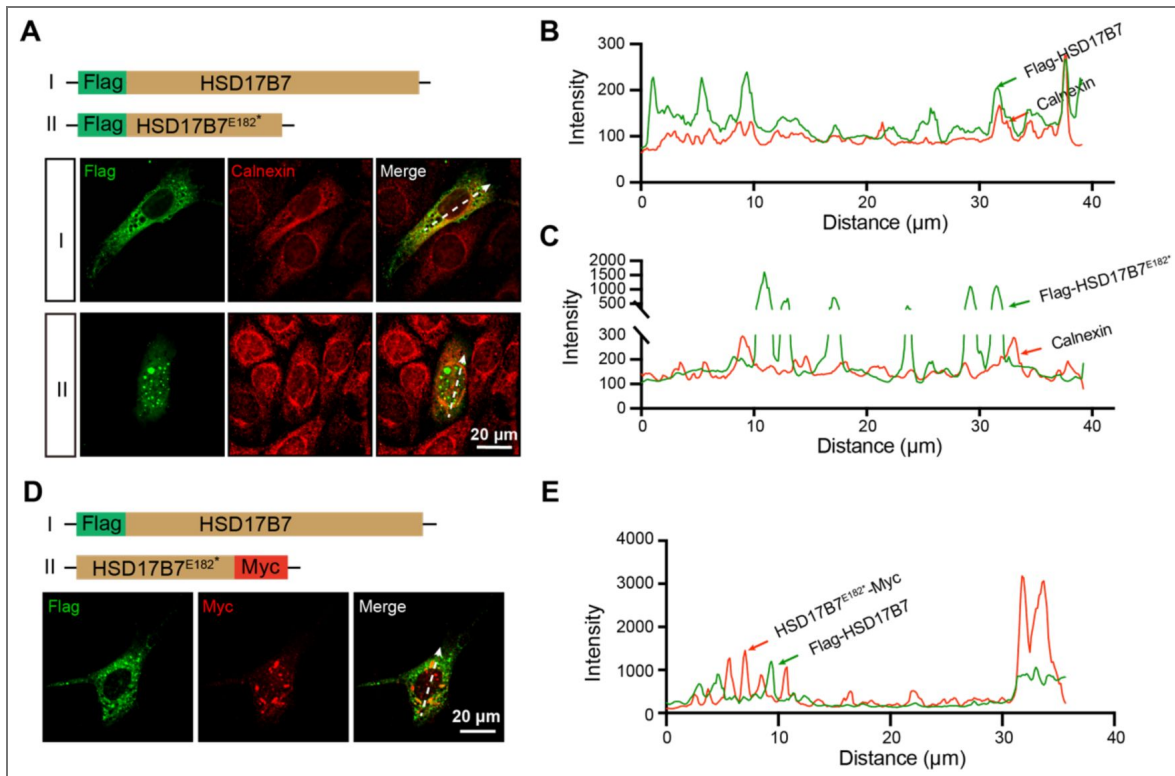 A
I
Flag
HSD17B7
II
Flag
HSD17B7E182*
Flag
Calnexin
Merge
I
II
20 µm
B
Intensity
300
200
100
0
0
10
20
30
40
Distance (µm)
Flag-HSD17B7
Calnexin
C
Intensity
2000
1500
1000
500
300
200
100
0
0
10
20
30
40
Distance (µm)
Flag-HSD17B7E182*
Calnexin
D
I
Flag
HSD17B7
II
HSD17B7E182*
Myc
Flag
Myc
Merge
20 µm
E
Intensity
4000
3000
2000
1000
0
0
10
20
30
40
Distance (µm)
HSD17B7E182*-Myc
Flag-HSD17B7